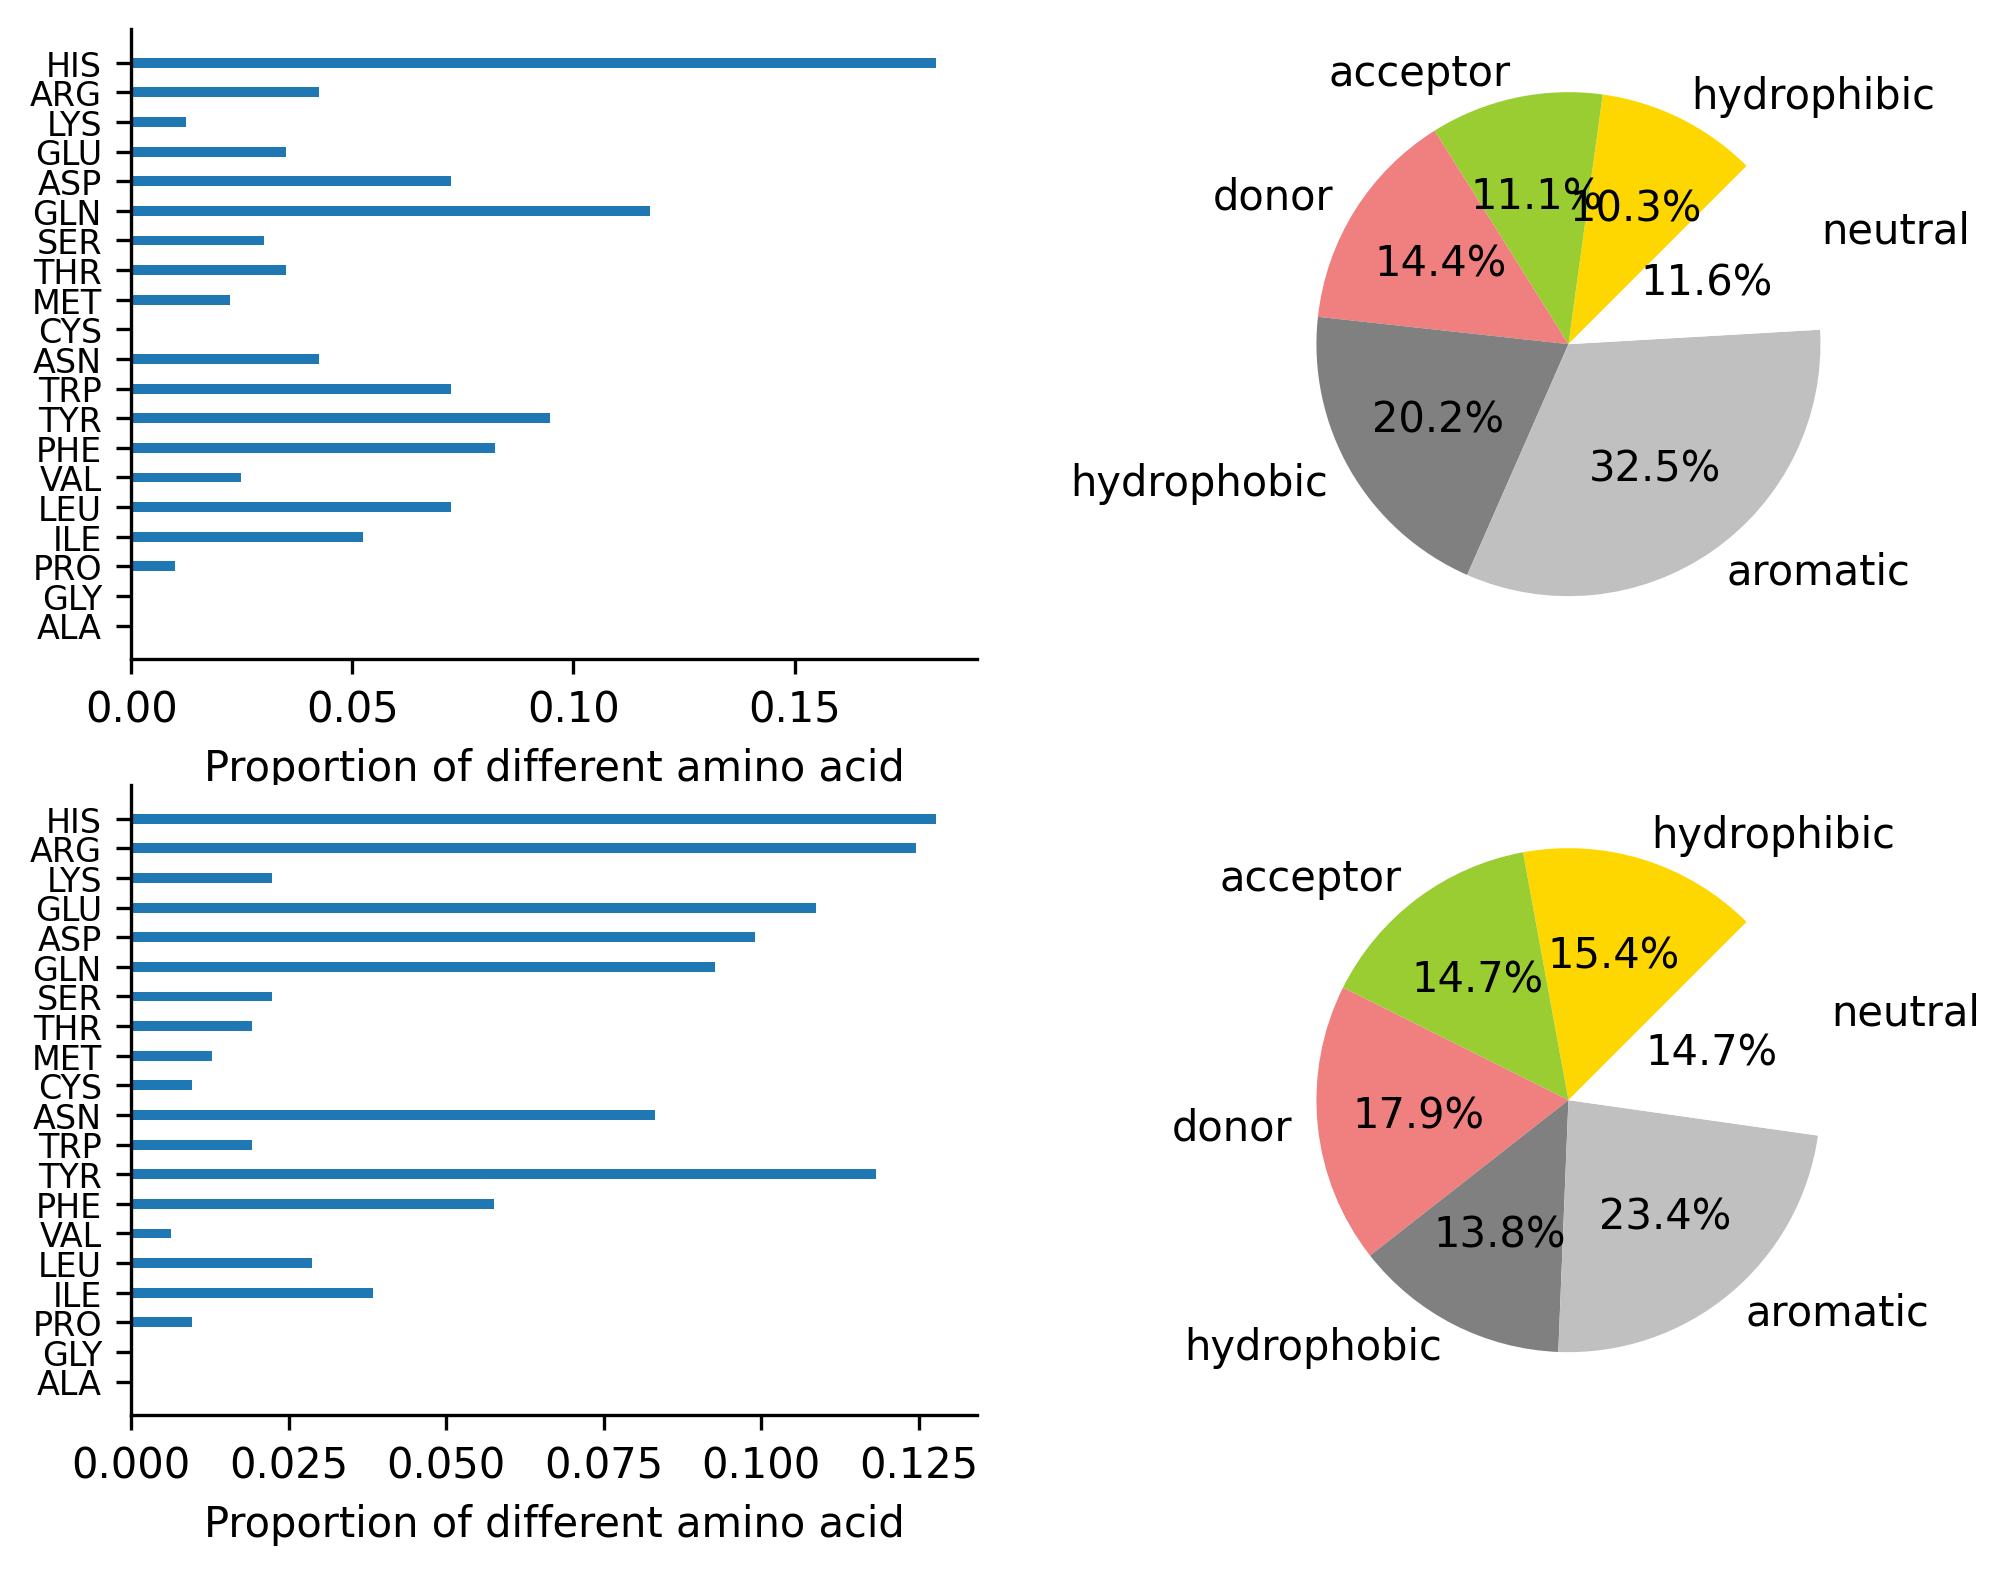 HIS
ARG
LYS
GLU
ASP
GLN
SER
THR
MET
CYS
ASN
TRP
TYR
PHE
VAL
LEU
ILE
PRO
GLY
ALA
0.00 0.05 0.10 0.15
Proportion of different amino acid
acceptor
hydrophibic
donor
neutral
11.1%
10.3%
14.4%
11.6%
20.2%
32.5%
hydrophobic
aromatic
HIS
ARG
LYS
GLU
ASP
GLN
SER
THR
MET
CYS
ASN
TRP
TYR
PHE
VAL
LEU
ILE
PRO
GLY
ALA
0.000 0.025 0.050 0.075 0.100 0.125
Proportion of different amino acid
hydrophibic
acceptor
15.4%
14.7%
neutral
14.7%
donor
17.9%
13.8%
23.4%
hydrophobic
aromatic